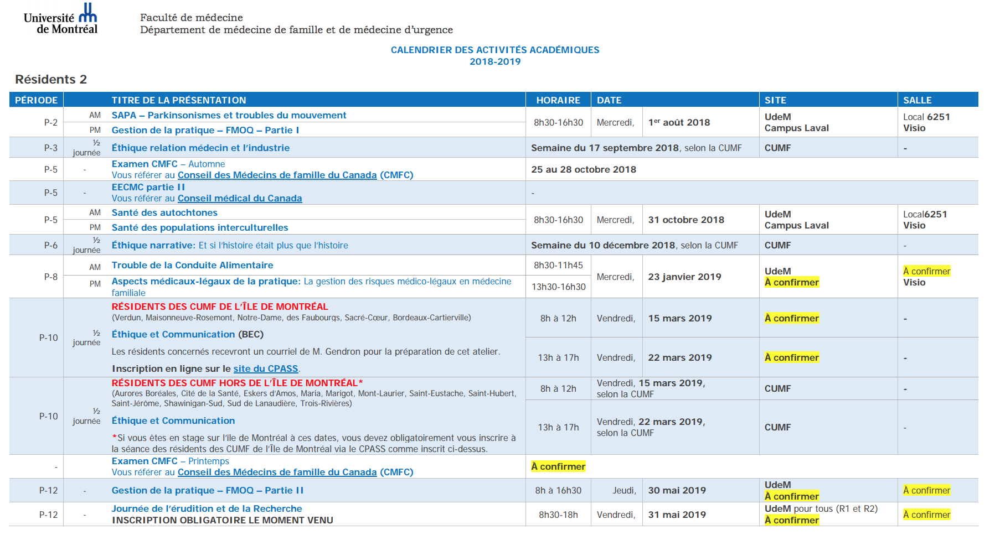 Université
de Montréal
Faculté de médecine
Département de médecine de famille et de médecine d'urgence
CALENDRIER DES ACTIVITÉS ACADÉMIQUES
2018-2019
Résidents 2
PÉRIODE TITRE DE LA PRÉSENTATION HORAIRE DATE SITE SALLE
P-2
AM SAPA – Parkinsonismes et troubles du mouvement
PM Gestion de la pratique – FMOQ – Partie I
8h30-16h30 Mercredi, 1er août 2018
UdeM
Campus Laval
Local 6251
Visio
P-3
½
journée
Éthique relation médecin et l'industrie
Semaine du 17 septembre 2018, selon la CUMF
CUMF
-
P-5
-
Examen CMFC – Automne
Vous référer au Conseil des Médecins de famille du Canada (CMFC)
25 au 28 octobre 2018
P-5
-
EECMC partie II
Vous référer au Conseil médical du Canada
-
P-5
AM Santé des autochtones
PM Santé des populations interculturelles
8h30-16h30 Mercredi, 31 octobre 2018
UdeM
Campus Laval
Local6251
Visio
P-6
½
journée
Éthique narrative: Et si l'histoire était plus que l'histoire
Semaine du 10 décembre 2018, selon la CUMF
CUMF
-
P-8
AM Trouble de la Conduite Alimentaire
8h30-11h45
PM Aspects médicaux-légaux de la pratique: La gestion des risques médico-légaux en médecine
familiale
13h30-16h30
Mercredi, 23 janvier 2019
UdeM
À confirmer
À confirmer
Visio
P-10
½
journée
RÉSIDENTS DES CUMF DE L'ÎLE DE MONTRÉAL
(Verdun, Maisonneuve-Rosemont, Notre-Dame, des Faubourgs, Sacré-Cœur, Bordeaux-Cartierville)
Éthique et Communication (BEC)
Les résidents concernés recevront un courriel de M. Gendron pour la préparation de cet atelier.
Inscription en ligne sur le site du CPASS.
8h à 12h Vendredi, 15 mars 2019 À confirmer -
13h à 17h Vendredi, 22 mars 2019 À confirmer -
P-10
½
journée
RÉSIDENTS DES CUMF HORS DE L'ÎLE DE MONTRÉAL*
(Aurores Boréales, Cité de la Santé, Eskers d'Amos, Maria, Marigot, Mont-Laurier, Saint-Eustache, Saint-Hubert,
Saint-Jérôme, Shawinigan-Sud, Sud de Lanaudière, Trois-Rivières)
Éthique et Communication
*Si vous êtes en stage sur l'île de Montréal à ces dates, vous devez obligatoirement vous inscrire à
la séance des résidents des CUMF de l'Île de Montréal via le CPASS comme inscrit ci-dessus.
8h à 12h
Vendredi, 15 mars 2019,
selon la CUMF
CUMF
-
13h à 17h
Vendredi, 22 mars 2019,
selon la CUMF
CUMF
-
-
Examen CMFC – Printemps
Vous référer au Conseil des Médecins de famille du Canada (CMFC)
À confirmer
P-12
-
Gestion de la pratique – FMOQ – Partie II
8h à 16h30 Jeudi, 30 mai 2019
UdeM
À confirmer
À confirmer
P-12
-
Journée de l'érudition et de la Recherche
INSCRIPTION OBLIGATOIRE LE MOMENT VENU
8h30-18h Vendredi, 31 mai 2019
UdeM pour tous (R1 et R2)
À confirmer
À confirmer